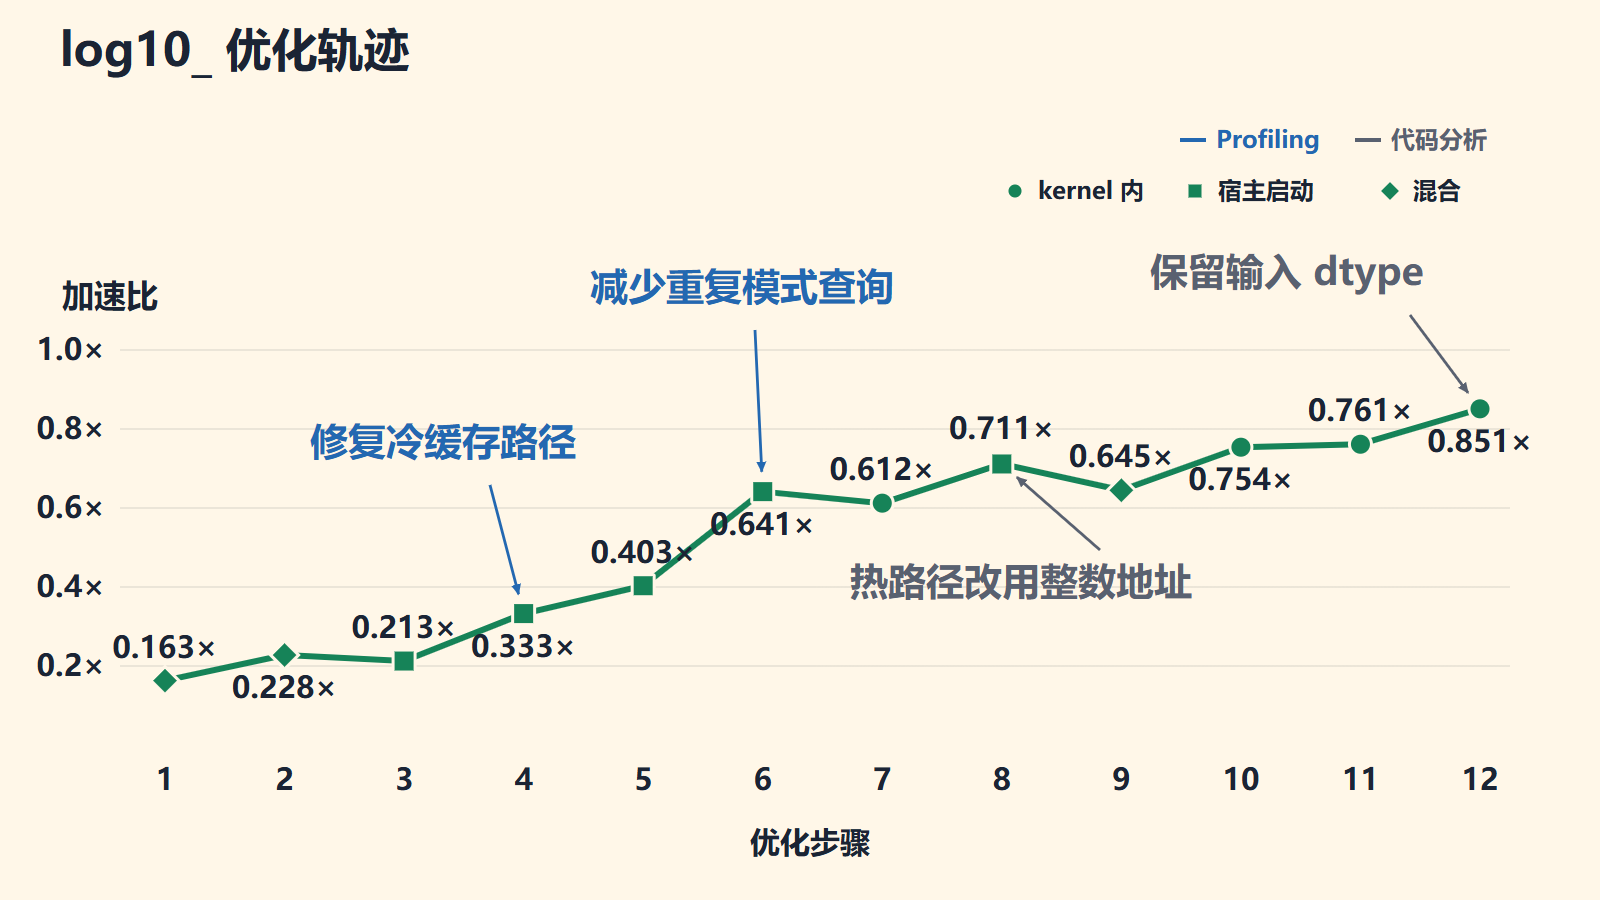 log10_ 优化轨迹
Profiling 代码分析
kernel 内 宿主启动 混合
保留输入 dtype
减少重复模式查询
加速比
1.0×
0.761×
0.8×
修复冷缓存路径
0.711×
0.851×
0.645×
0.612×
0.754×
0.6×
0.641×
0.403×
热路径改用整数地址
0.4×
0.213×
0.163×
0.333×
0.2×
0.228×
1 2 3 4 5 6 7 8 9 10 11 12
优化步骤